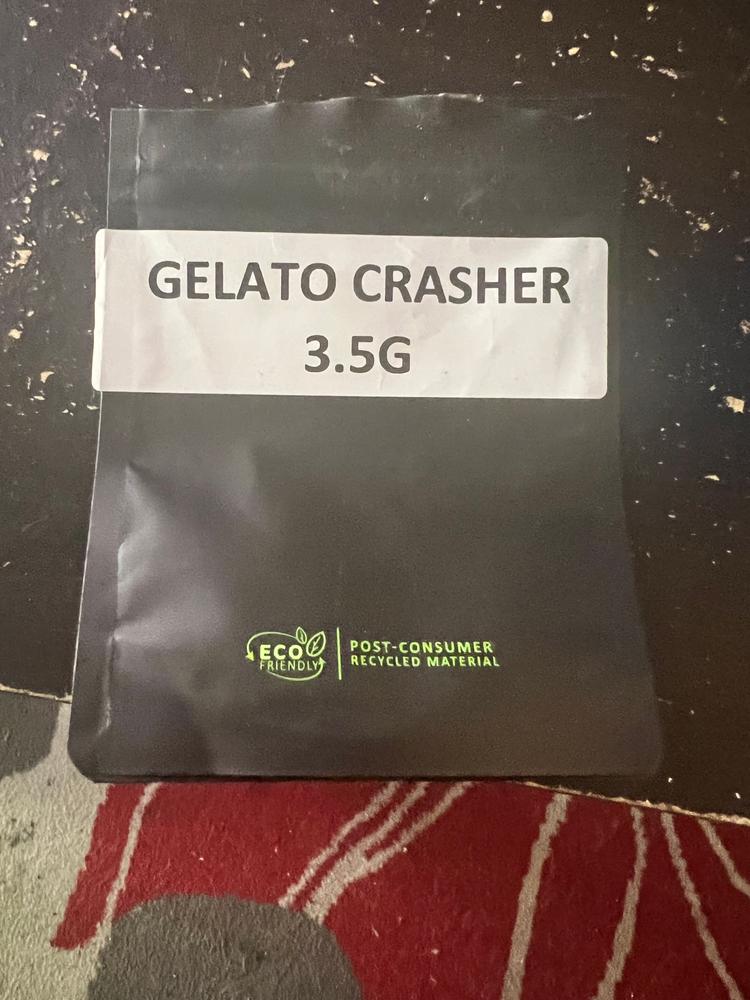 GELATO CRASHER
3.5G
ECO
FRIENDLY
POST-CONSUMER
RECYCLED MATERIAL